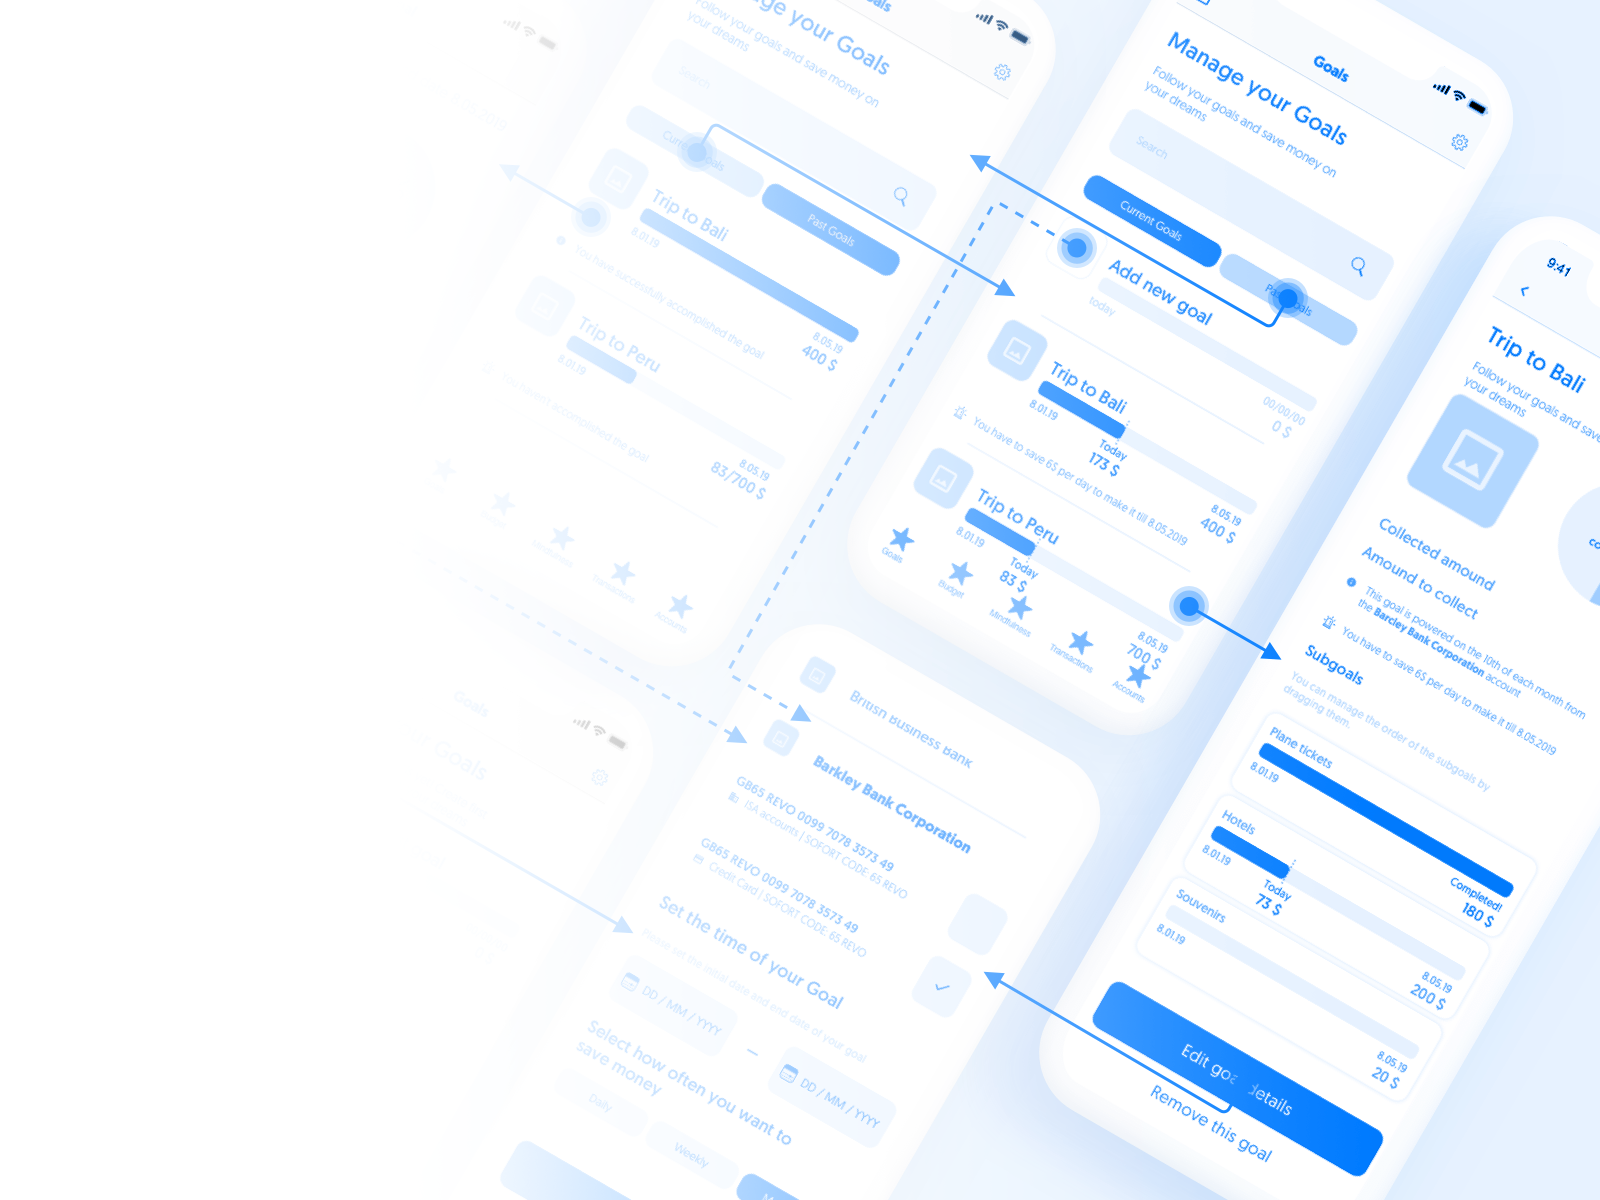 Goals
Manage your Goals
Follow your goals and save money on
your dreams
Search
Current Goals
Past Goals
Add new goal
today
00/00/00
0 $
Trip to Bali
8.01.19
Today
173 $
8.05.19
400 $
You have to save 6$ per day to make it till 8.05.2019
Trip to Peru
8.01.19
Today
83 $
8.05.19
700 $
Goals
Budget
Mindfulness
Transactions
Accounts
your Goals
Follow your goals and save money on
your dreams
Search
Current Goals
Past Goals
Trip to Bali
8.01.19
8.05.19
400 $
You have successfully accomplished the goal
Trip to Peru
8.01.19
8.05.19
83/700 $
accomplished the goal
Mindfulness
Transactions
Accounts
9:41
Trip to Bali
Follow your goals and save
your dreams
Collected amound
Amound to collect
This goal is powered on the 10th of each month from
the Barcley Bank Corporation account
You have to save 6$ per day to make it till 8.05.2019
Subgoals
You can manage the order of the subgoals by
dragging them.
Plane tickets
8.01.19
Completed!
180 $
Hotels
8.01.19
Today
73 $
8.05.19
200 $
Souvenirs
8.01.19
8.05.19
20 $
Edit goal details
Remove this goal
British Business Bank
Barkley Bank Corporation
GB65 REVO 0099 7078 3573 49
ISA accounts | SOFORT CODE: 65 REVO
GB65 REVO 0099 7078 3573 49
Credit Card | SOFORT CODE: 65 REVO
Set the time of your Goal
Please set the initial date and end date of your goal
DD / MM / YYYY
–
DD / MM / YYYY
Select how often you want to
save money
Daily
Weekly
Goals
Goals